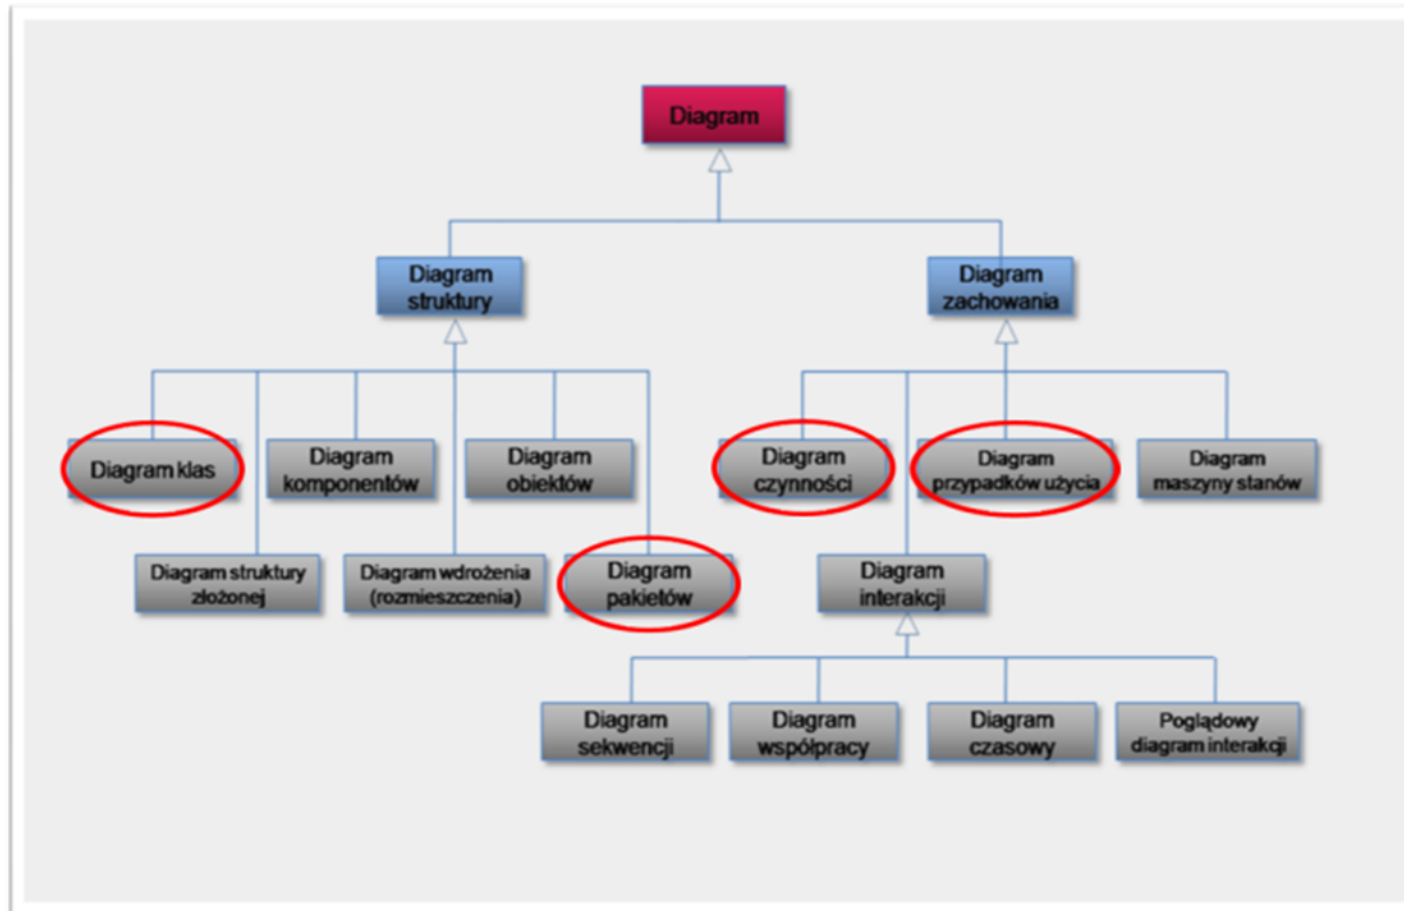 Diagram
Diagram
struktury
Diagram
zachowania
Diagram klas
Diagram
komponentów
Diagram
obiektów
Diagram
czynności
Diagram
przypadków użycia
Diagram
maszyny stanów
Diagram struktury
złożonej
Diagram wdrożenia
(rozmieszczenia)
Diagram
pakietów
Diagram
interakcji
Diagram
sekwencji
Diagram
współpracy
Diagram
czasowy
Poglądowy
diagram interakcji